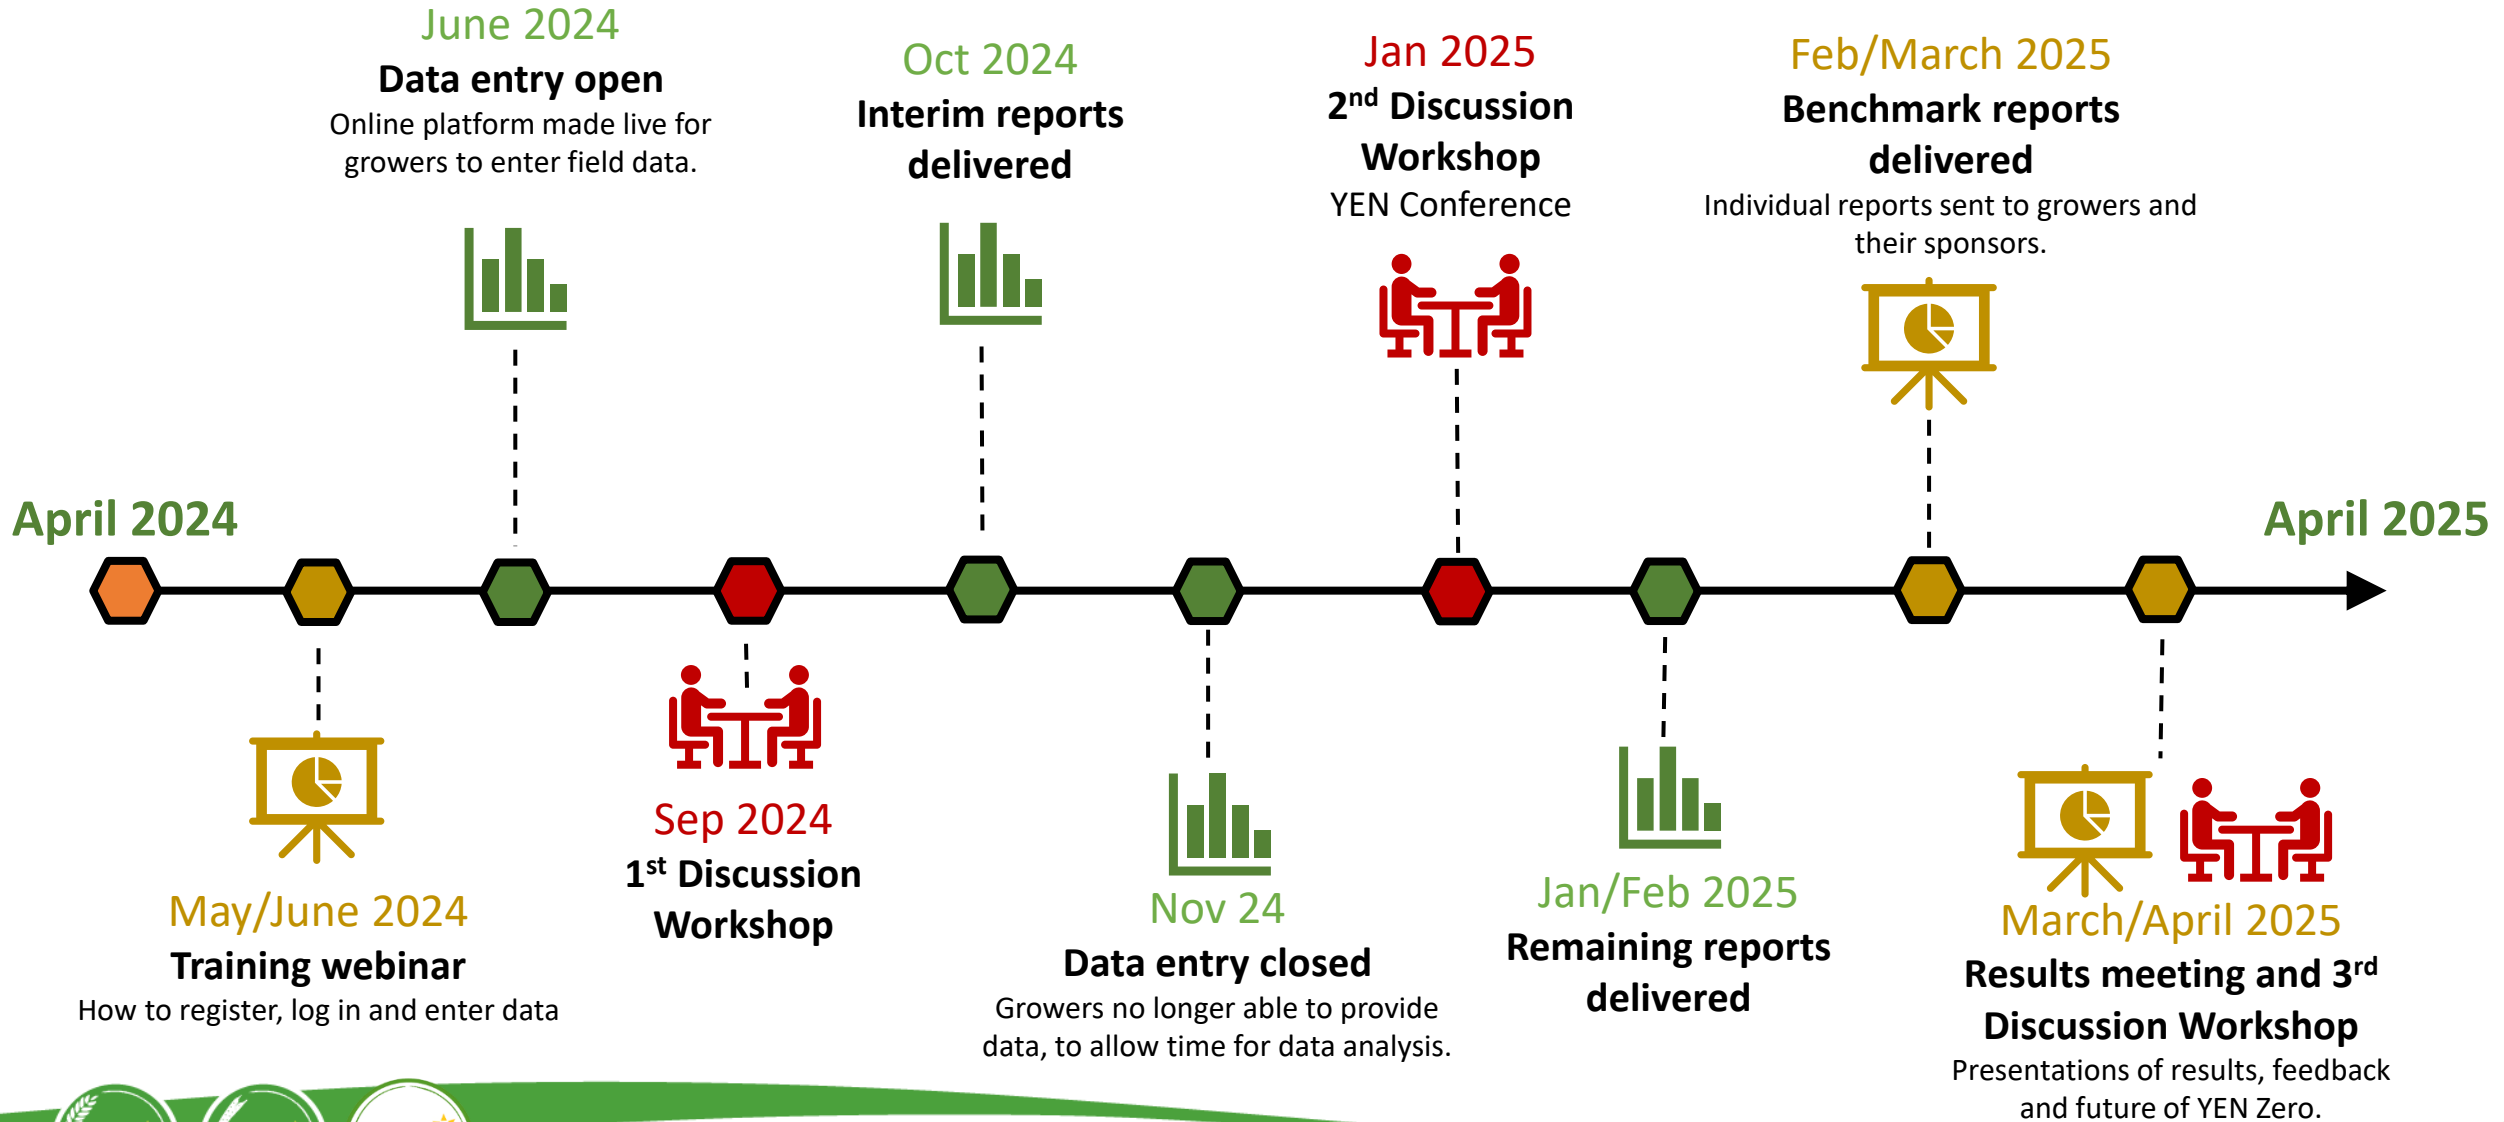 June 2024
Data entry open
Online platform made live for
growers to enter field data.
Oct 2024
Interim reports
delivered
Jan 2025
2nd Discussion
Workshop
YEN Conference
Feb/March 2025
Benchmark reports
delivered
Individual reports sent to growers and
their sponsors.
April 2024
April 2025
May/June 2024
Training webinar
How to register, log in and enter data
Sep 2024
1st Discussion
Workshop
Nov 24
Data entry closed
Growers no longer able to provide
data, to allow time for data analysis.
Jan/Feb 2025
Remaining reports
delivered
March/April 2025
Results meeting and 3rd
Discussion Workshop
Presentations of results, feedback
and future of YEN Zero.